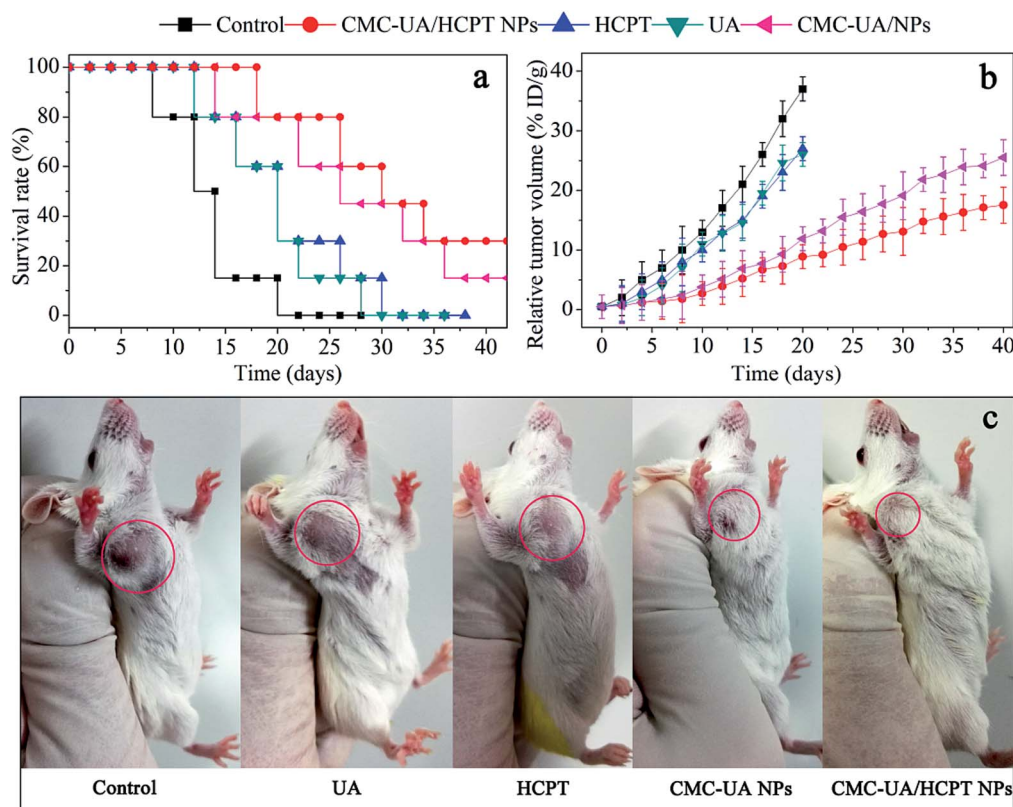 Control CMC-UA/HCPT NPs HCPT UA CMC-UA/NPs
a
Survival rate (%)
100
80
60
40
20
0
0 5 10 15 20 25 30 35 40
Time (days)
b
Relative tumor volume (% ID/g)
40
30
20
10
0
0 5 10 15 20 25 30 35 40
Time (days)
c
Control UA HCPT CMC-UA NPs CMC-UA/HCPT NPs